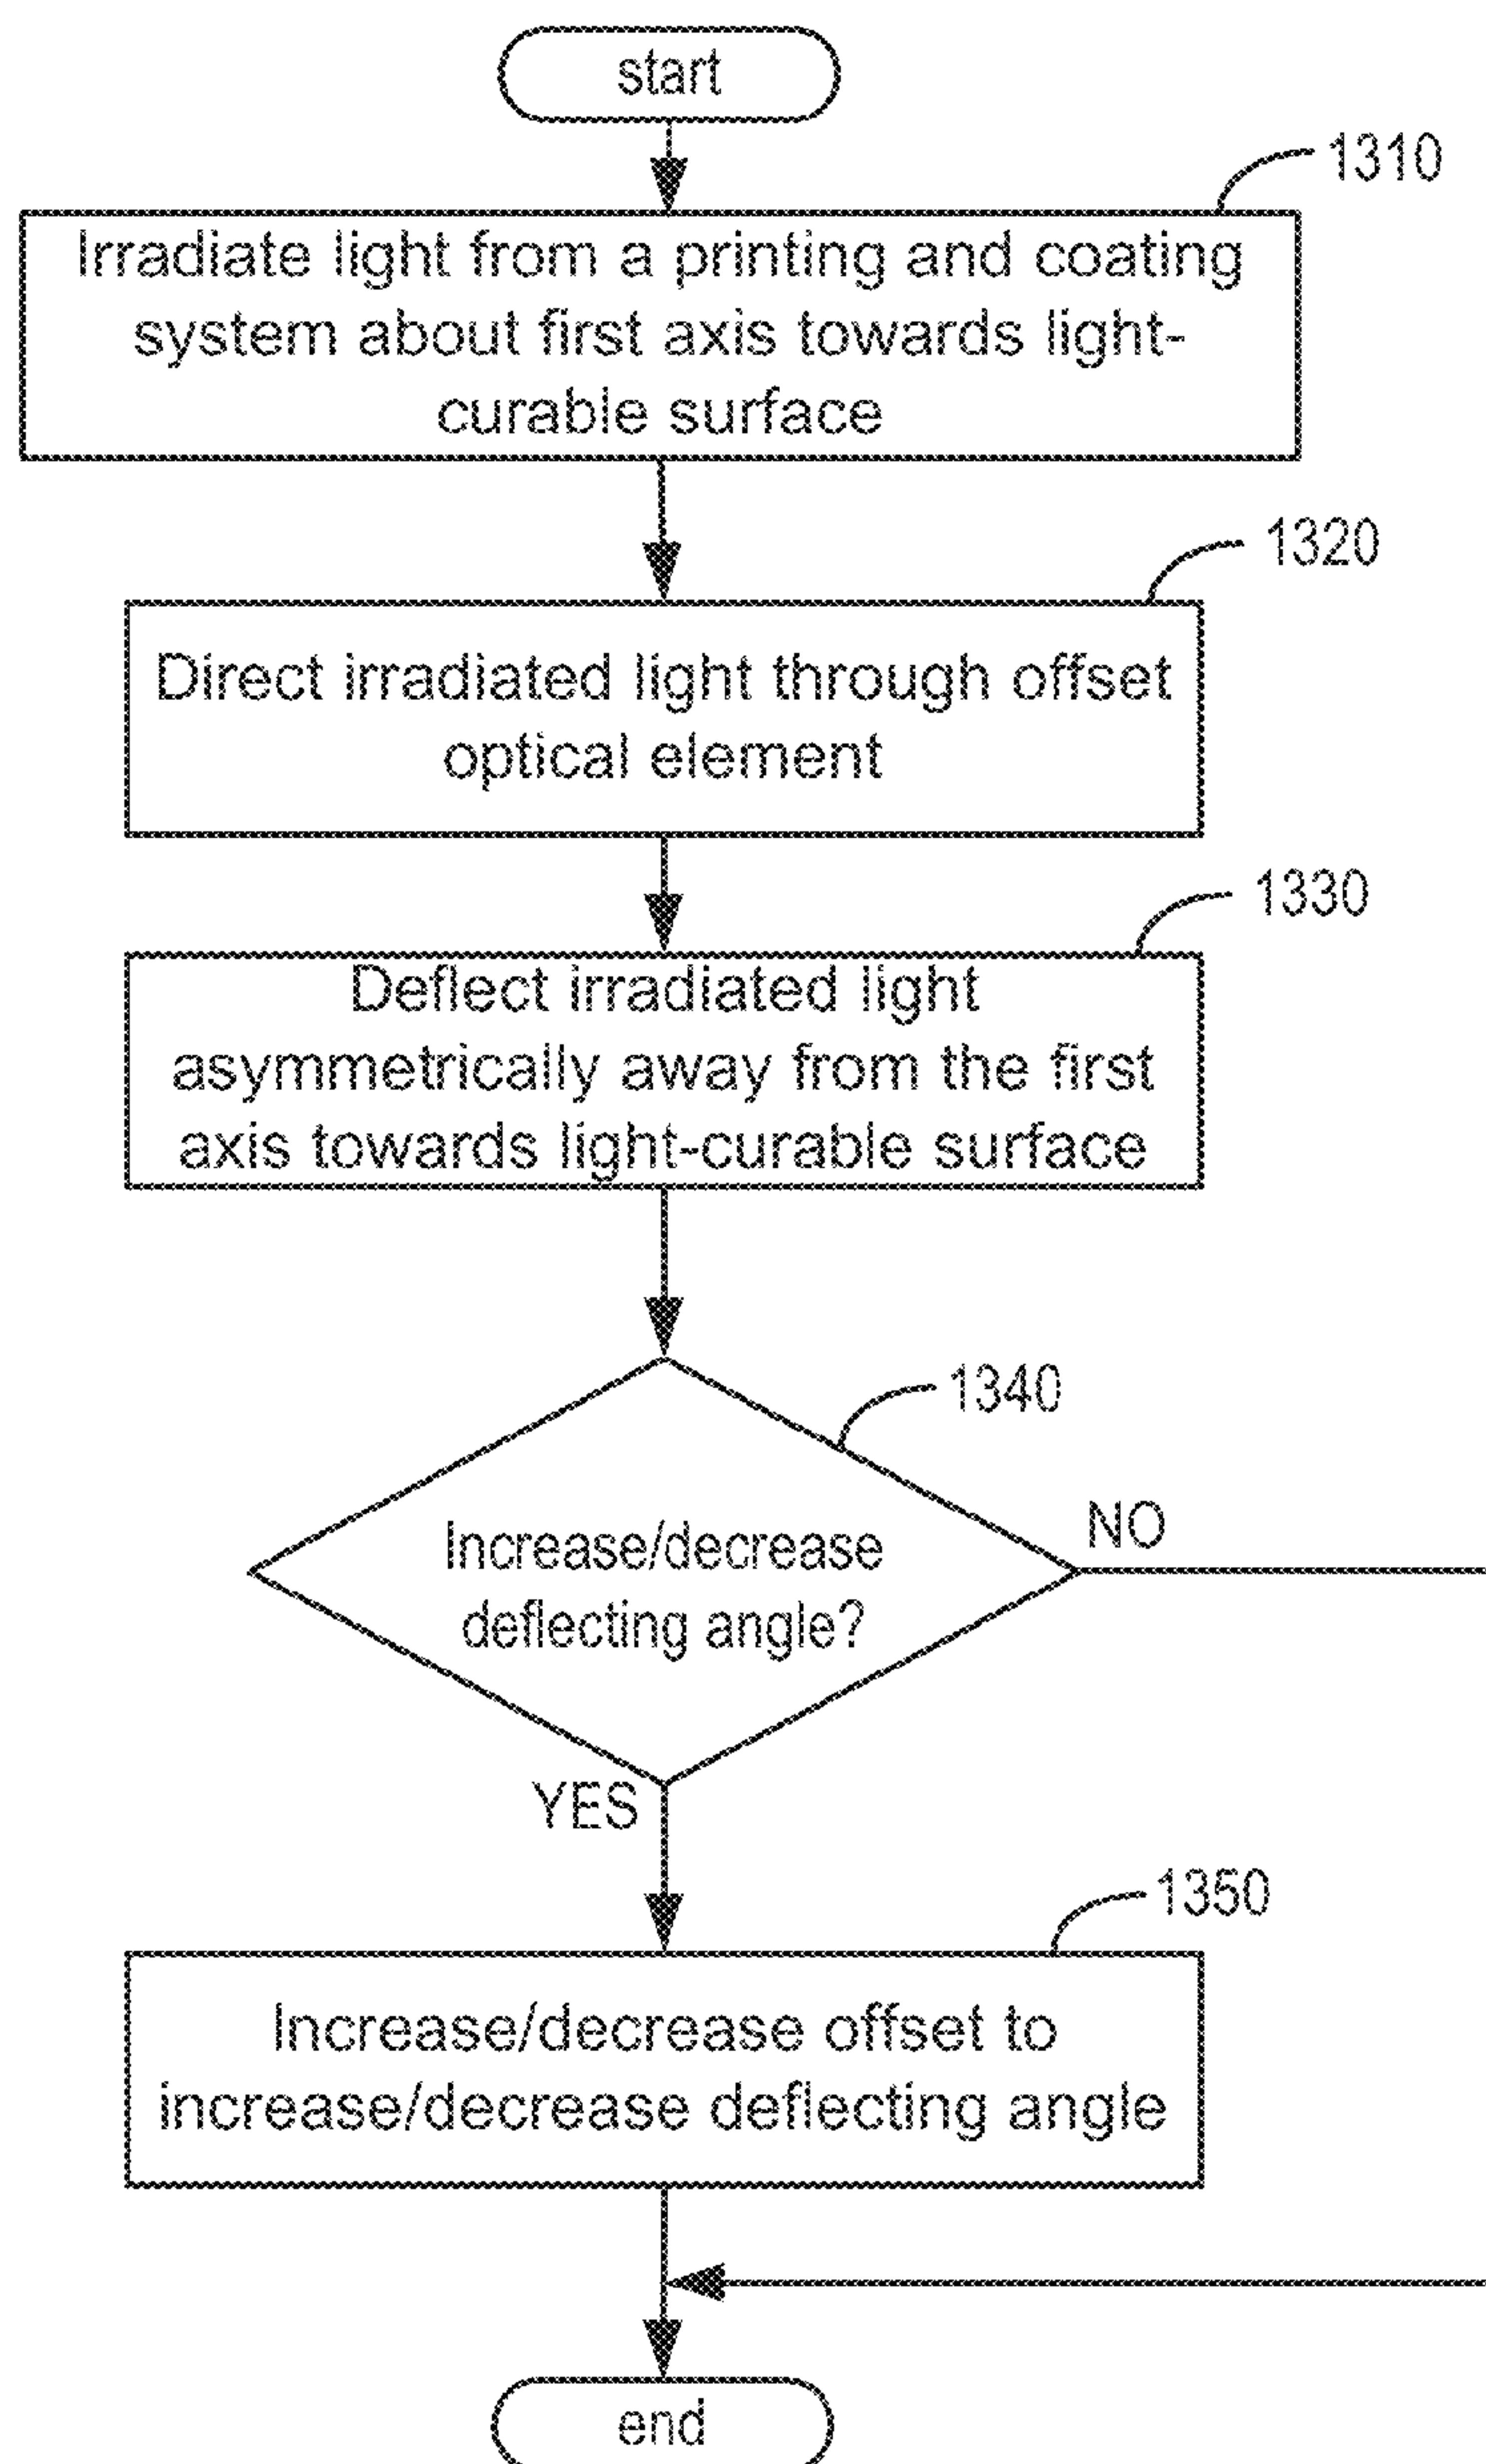 start
1310
Irradiate light from a printing and coating
system about first axis towards light-
curable surface
1320
Direct irradiated light through offset
optical element
1330
Deflect irradiated light
asymmetrically away from the first
axis towards light-curable surface
1340
Increase/decrease
deflecting angle?
NO
YES
1350
Increase/decrease offset to
increase/decrease deflecting angle
end